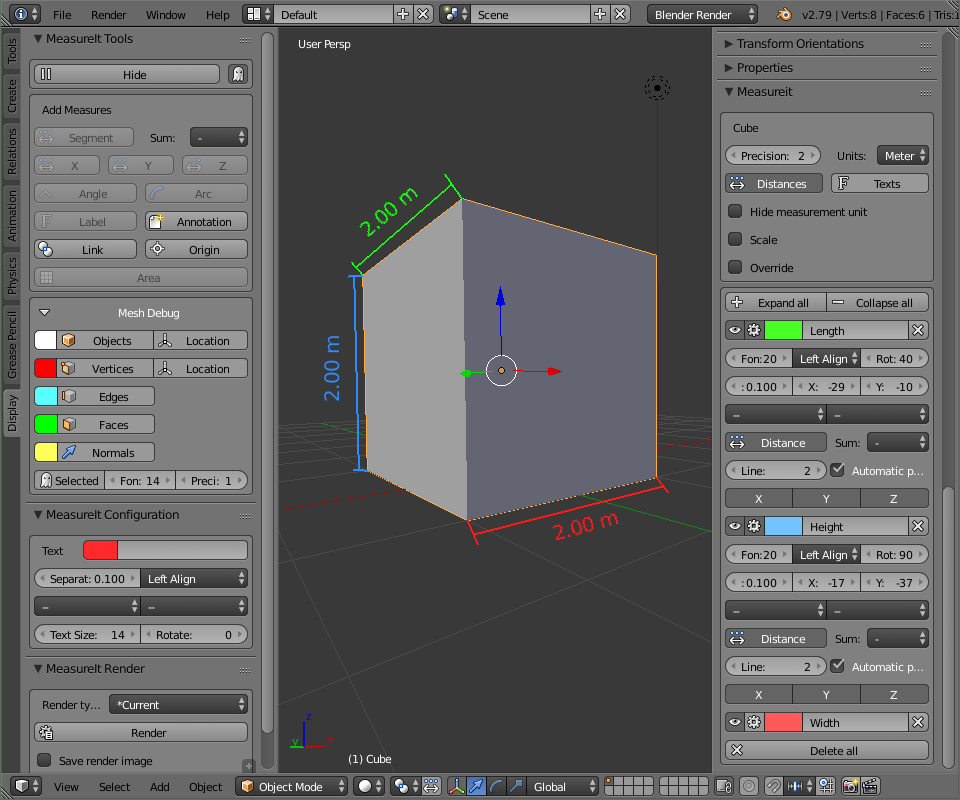 File Render Window Help Default Scene Blender Render v2.79 | Verts:8 | Faces:6 | Tris:1
Tools
Create
Relations
Animation
Physics
Grease Pencil
Display
MeasureIt Tools
Hide
Add Measures
Segment Sum: -
X Y Z
Angle Arc
Label Annotation
Link Origin
Area
Mesh Debug
Objects Location
Vertices Location
Edges
Faces
Normals
Selected Fon: 14 Preci: 1
MeasureIt Configuration
Text
Separat: 0.100 Left Align
-- --
Text Size: 14 Rotate: 0
MeasureIt Render
Render ty... *Current
Render
Save render image
User Persp
2.00 m
2.00 m
2.00 m
z
y x
(1) Cube
Transform Orientations
Properties
Measureit
Cube
Precision: 2 Units: Meter
Distances Texts
Hide measurement unit
Scale
Override
Expand all Collapse all
Length
Fon:20 Left Align Rot: 40
: 0.100 X: -29 Y: -10
-- --
Distance Sum: -
Line: 2 Automatic p...
X Y Z
Height
Fon:20 Left Align Rot: 90
: 0.100 X: -17 Y: -37
-- --
Distance Sum: -
Line: 2 Automatic p...
X Y Z
Width
Delete all
View Select Add Object Object Mode Global